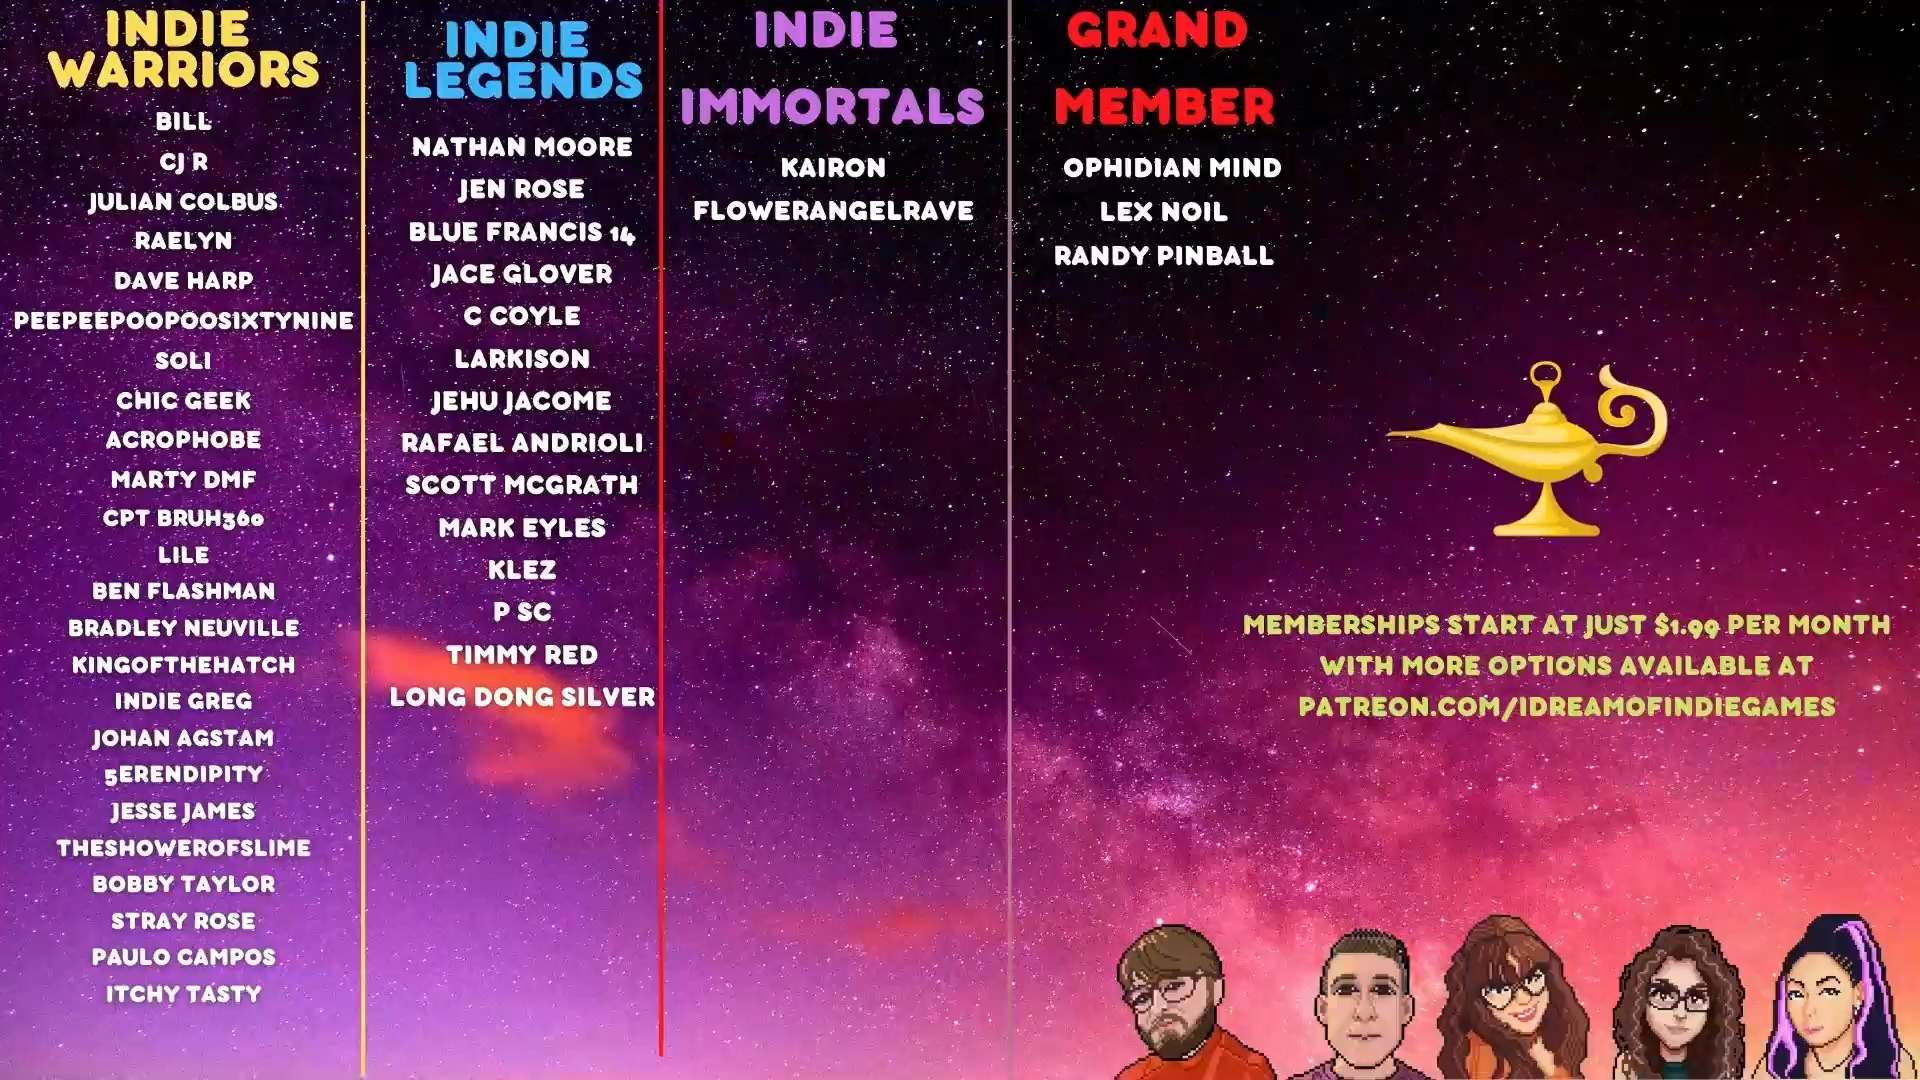 INDIE
WARRIORS
BILL
CJ R
JULIAN COLBUS
RAELYN
DAVE HARP
PEEPEEPOOPOOSIXTYNINE
SOLI
CHIC GEEK
ACROPHOBE
MARTY DMF
CPT BRUH360
LILE
BEN FLASHMAN
BRADLEY NEUVILLE
KINGOFTHEHATCH
INDIE GREG
JOHAN AGSTAM
5ERENDIPITY
JESSE JAMES
THESHOWEROFSLIME
BOBBY TAYLOR
STRAY ROSE
PAULO CAMPOS
ITCHY TASTY
INDIE
LEGENDS
NATHAN MOORE
JEN ROSE
BLUE FRANCIS 14
JACE GLOVER
C COYLE
LARKISON
JEHU JACOME
RAFAEL ANDRIOLI
SCOTT MCGRATH
MARK EYLES
KLEZ
P SC
TIMMY RED
LONG DONG SILVER
INDIE
IMMORTALS
KAIRON
FLOWERANGELRAVE
GRAND
MEMBER
OPHIDIAN MIND
LEX NOIL
RANDY PINBALL
MEMBERSHIPS START AT JUST $1.99 PER MONTH
WITH MORE OPTIONS AVAILABLE AT
PATREON.COM/IDREAMOFINDIEGAMES